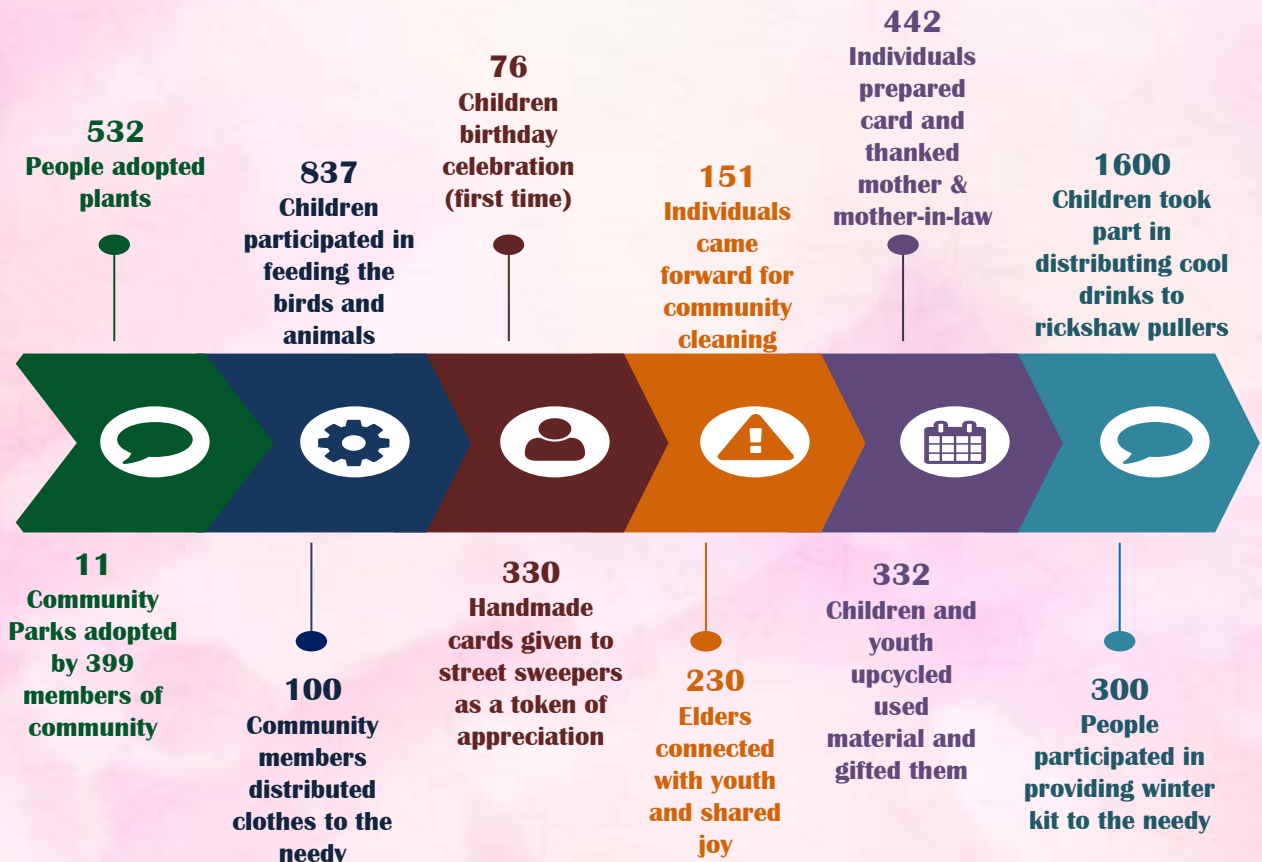 532
People adopted
plants
837
Children
participated in
feeding the
birds and
animals
76
Children
birthday
celebration
(first time)
151
Individuals
came
forward for
community
cleaning
442
Individuals
prepared
card and
thanked
mother &
mother-in-law
1600
Children took
part in
distributing cool
drinks to
rickshaw pullers
11
Community
Parks adopted
by 399
members of
community
100
Community
members
distributed
clothes to the
needy
330
Handmade
cards given to
street sweepers
as a token of
appreciation
230
Elders
connected
with youth
and shared
joy
332
Children and
youth
upcycled
used
material and
gifted them
300
People
participated in
providing winter
kit to the needy